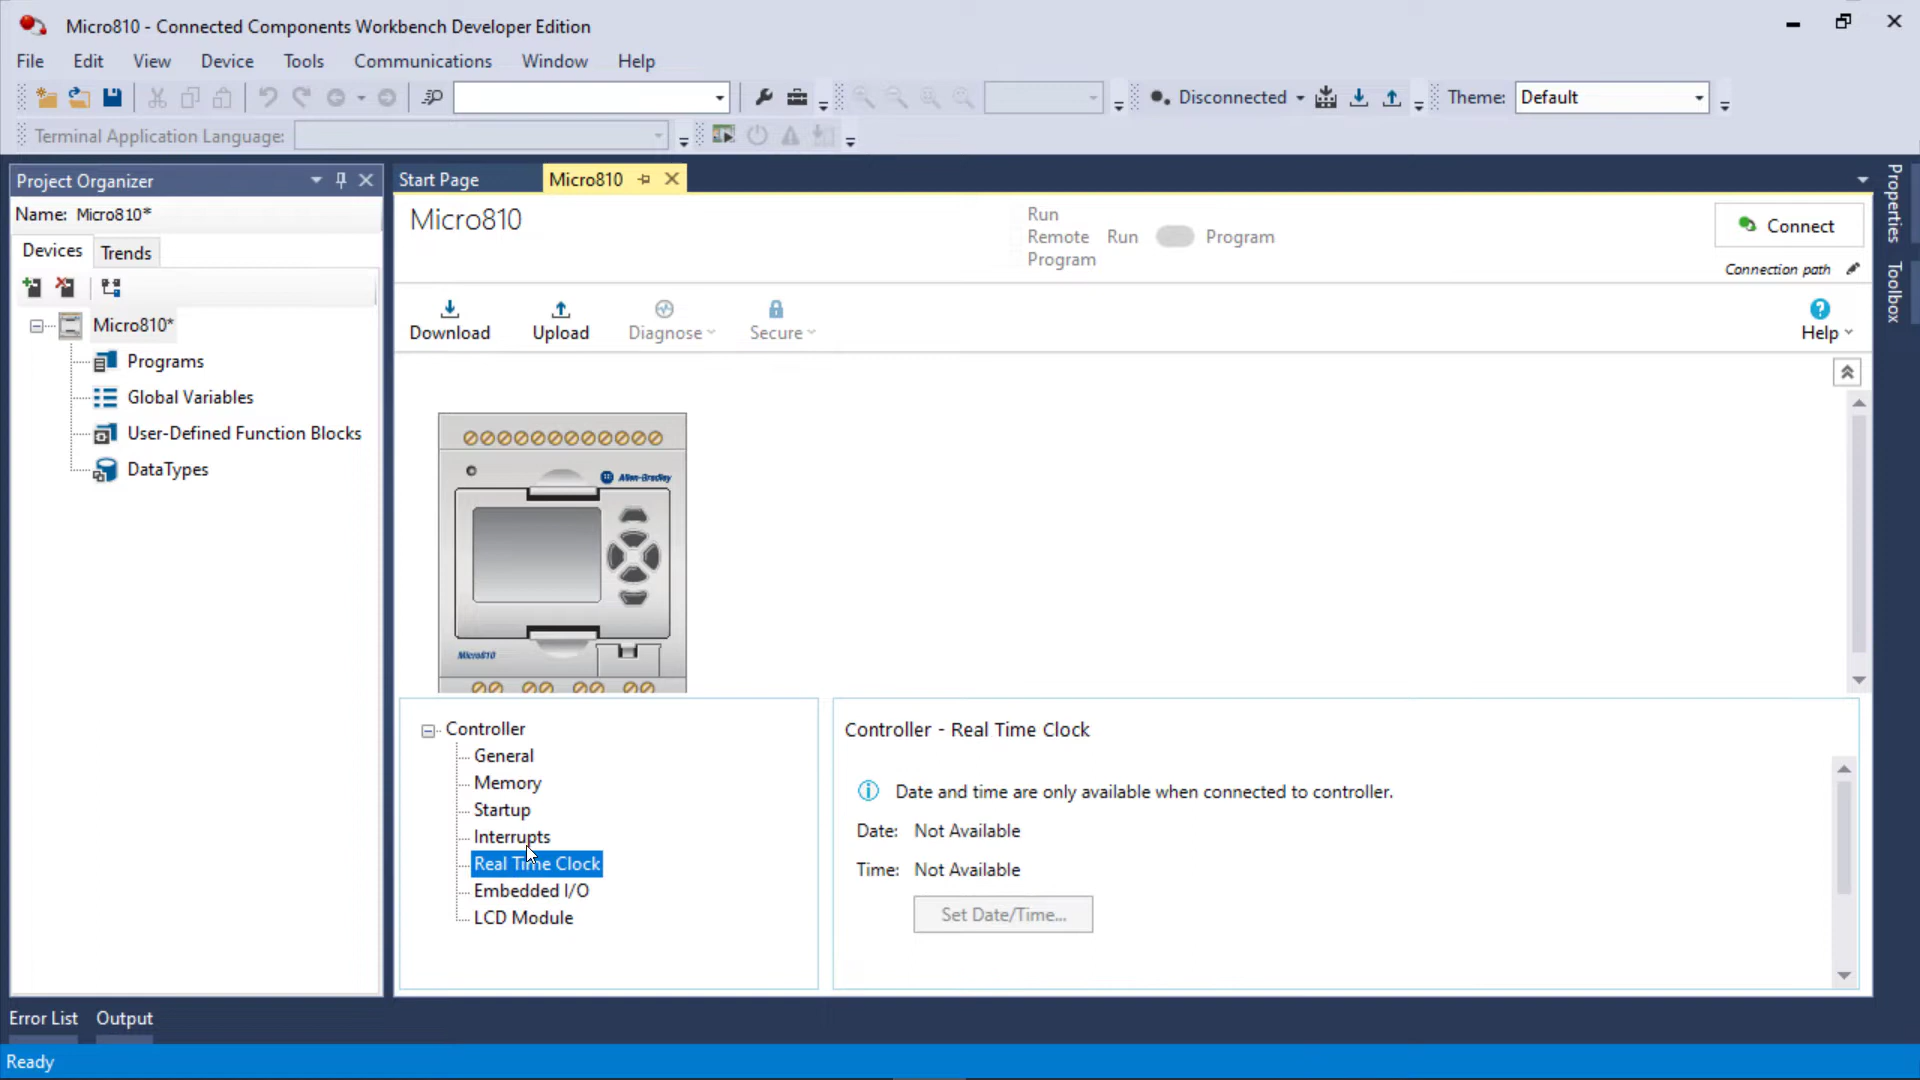 Micro810 - Connected Components Workbench Developer Edition
File Edit View Device Tools Communications Window Help
Disconnected Theme: Default
Terminal Application Language:
Project Organizer
Name: Micro810*
Devices Trends
Micro810*
Programs
Global Variables
User-Defined Function Blocks
DataTypes
Start Page Micro810
Micro810
Run
Remote Run Program
Program
Connect
Connection path
Download Upload Diagnose Secure Help
Allen-Bradley
Micro810
Controller
General
Memory
Startup
Interrupts
Real Time Clock
Embedded I/O
LCD Module
Controller - Real Time Clock
Date and time are only available when connected to controller.
Date: Not Available
Time: Not Available
Set Date/Time...
Properties
Toolbox
Error List Output
Ready